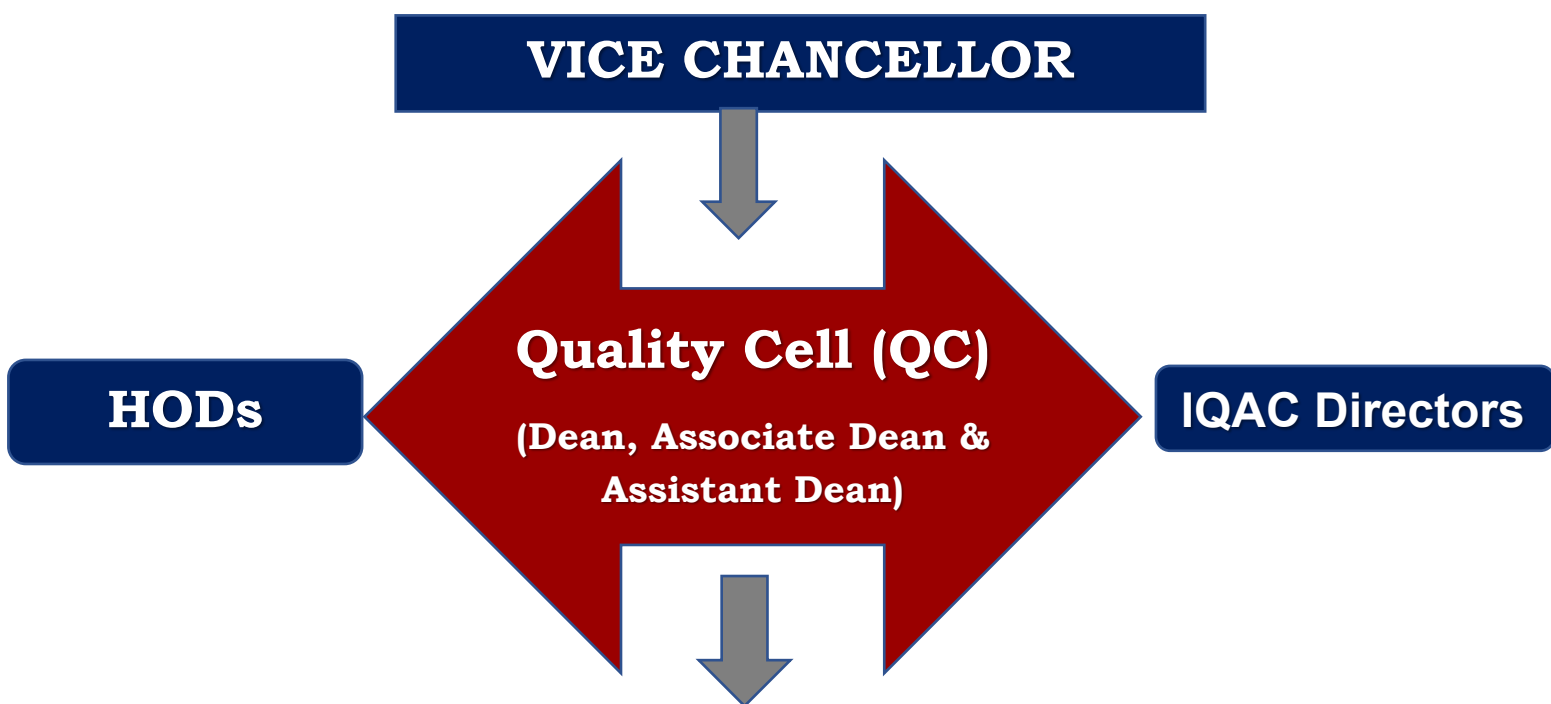 VICE CHANCELLOR
Quality Cell (QC)
(Dean, Associate Dean &
Assistant Dean)
HODs
IQAC Directors